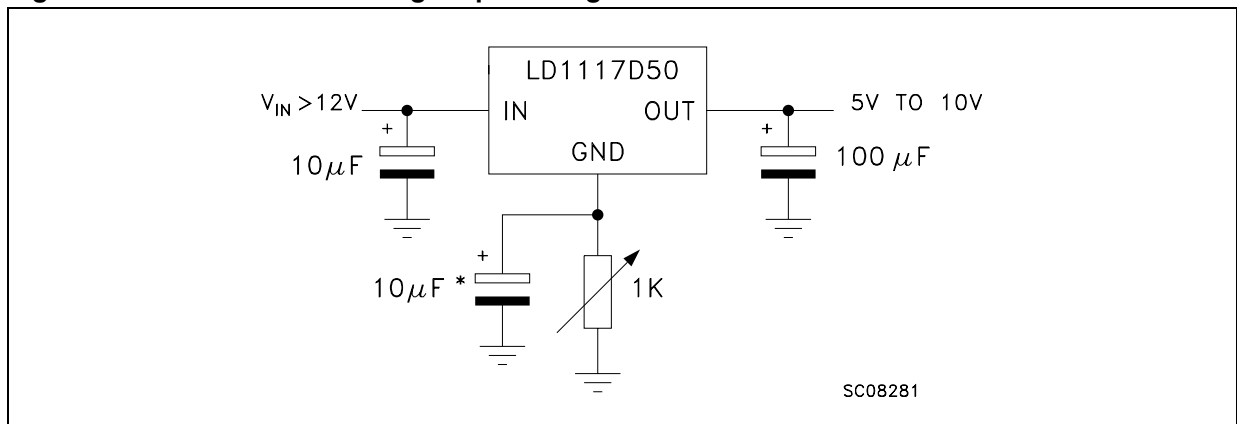 LD1117D50
V_IN >12V
IN
OUT
5V TO 10V
GND
+
10μF
+
100 μF
+
10μF *
1K
SC08281